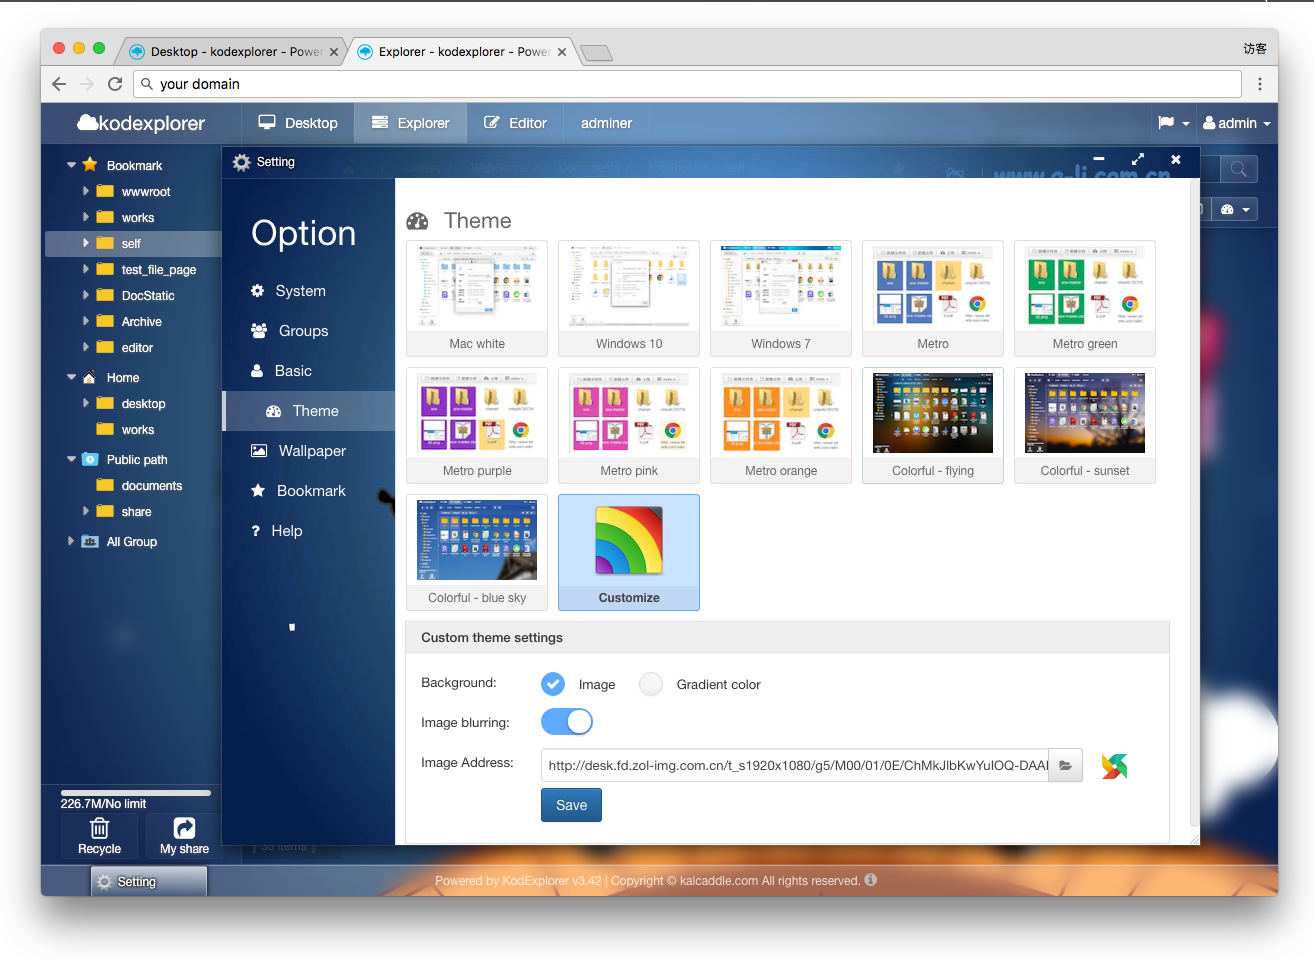 Desktop - kodexplorer - Power
Explorer - kodexplorer - Power
访客
your domain
kodexplorer
Desktop
Explorer
Editor
adminer
admin
Bookmark
wwwroot
works
self
test_file_page
DocStatic
Archive
editor
Home
desktop
works
Public path
documents
share
All Group
226.7M/No limit
Recycle
My share
Setting
Setting
Option
System
Groups
Basic
Theme
Wallpaper
Bookmark
Help
Theme
Mac white
Windows 10
Windows 7
Metro
Metro green
Metro purple
Metro pink
Metro orange
Colorful - flying
Colorful - sunset
Colorful - blue sky
Customize
Custom theme settings
Background:
Image
Gradient color
Image blurring:
Image Address:
http://desk.fd.zol-img.com.cn/t_s1920x1080/g5/M00/01/0E/ChMkJlbKwYuIOQ-DAAI
Save
[ 33 items ]
Powered by KodExplorer v3.42 | Copyright © kalcaddle.com All rights reserved.